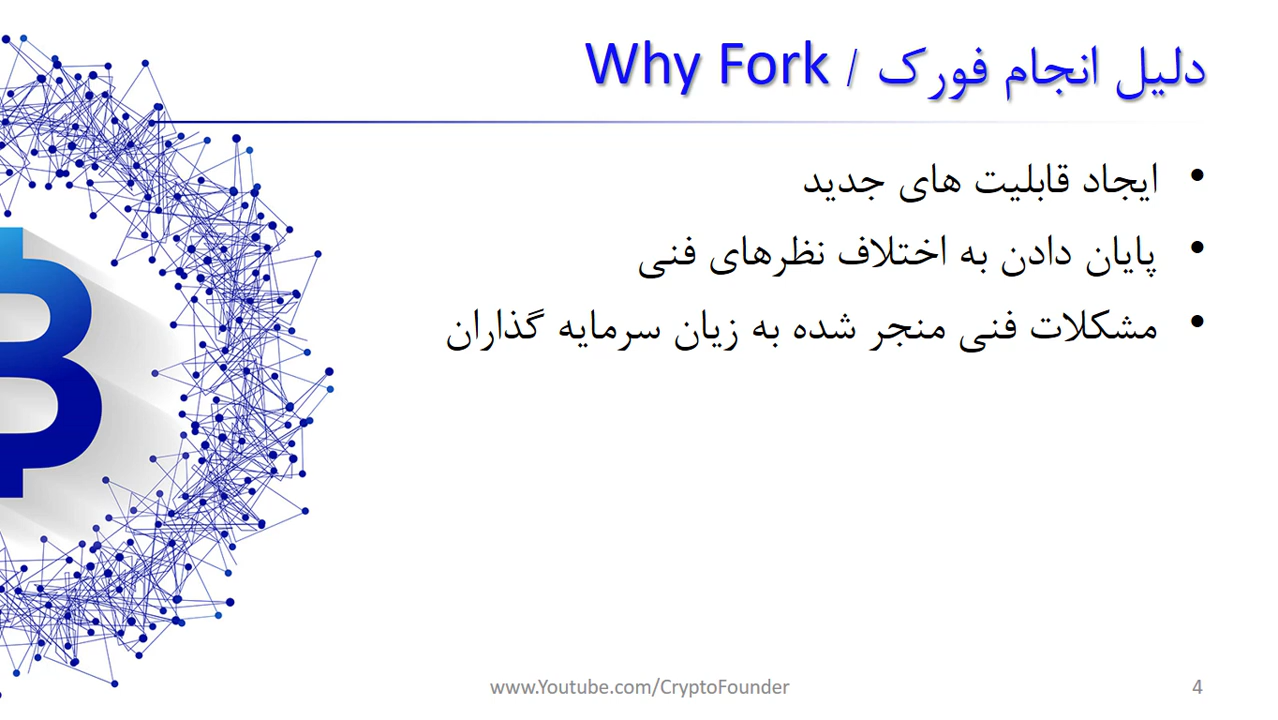 دلیل انجام فورک / Why Fork
• ایجاد قابلیت های جدید
• پایان دادن به اختلاف نظرهای فنی
• مشکلات فنی منجر شده به زیان سرمایه گذاران
www.Youtube.com/CryptoFounder
4